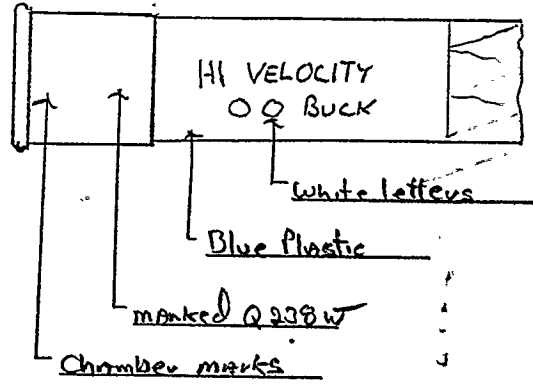 HI VELOCITY
OO BUCK
White letters
Blue Plastic
marked Q238W
Chamber marks